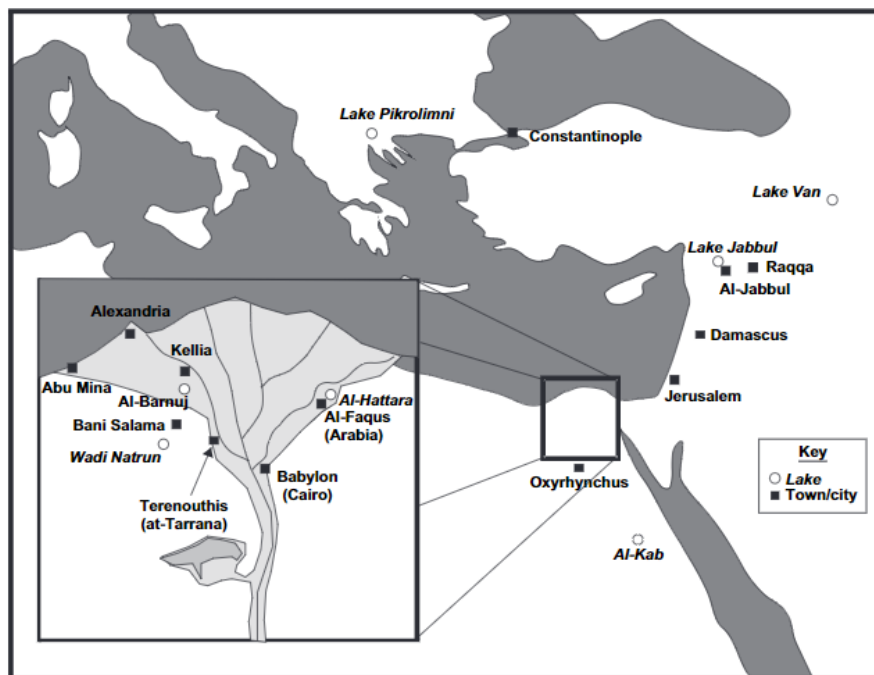 Lake Pikrolimni
Constantinople
Lake Van
Lake Jabbul
Raqqa
Al-Jabbul
Damascus
Jerusalem
Oxyrhynchus
Al-Kab
Alexandria
Kellia
Abu Mina
Al-Barnuj
Al-Hattara
Al-Faqus
(Arabia)
Bani Salama
Wadi Natrun
Babylon
(Cairo)
Terenouthis
(at-Tarrana)
Key
Lake
Town/city